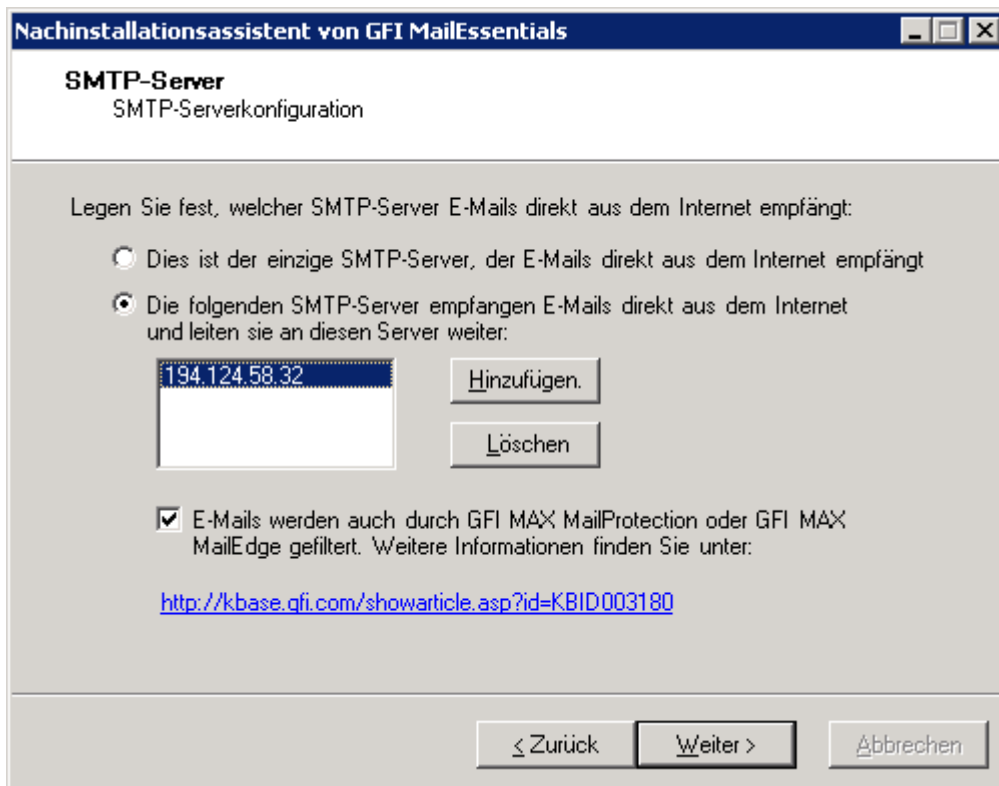 Nachinstallationsassistent von GFI MailEssentials
SMTP-Server
SMTP-Serverkonfiguration
Legen Sie fest, welcher SMTP-Server E-Mails direkt aus dem Internet empfängt:
Dies ist der einzige SMTP-Server, der E-Mails direkt aus dem Internet empfängt
Die folgenden SMTP-Server empfangen E-Mails direkt aus dem Internet
und leiten sie an diesen Server weiter:
194.124.58.32
Hinzufügen.
Löschen
E-Mails werden auch durch GFI MAX MailProtection oder GFI MAX
MailEdge gefiltert. Weitere Informationen finden Sie unter:
http://kbase.gfi.com/showarticle.asp?id=KBID003180
< Zurück
Weiter >
Abbrechen